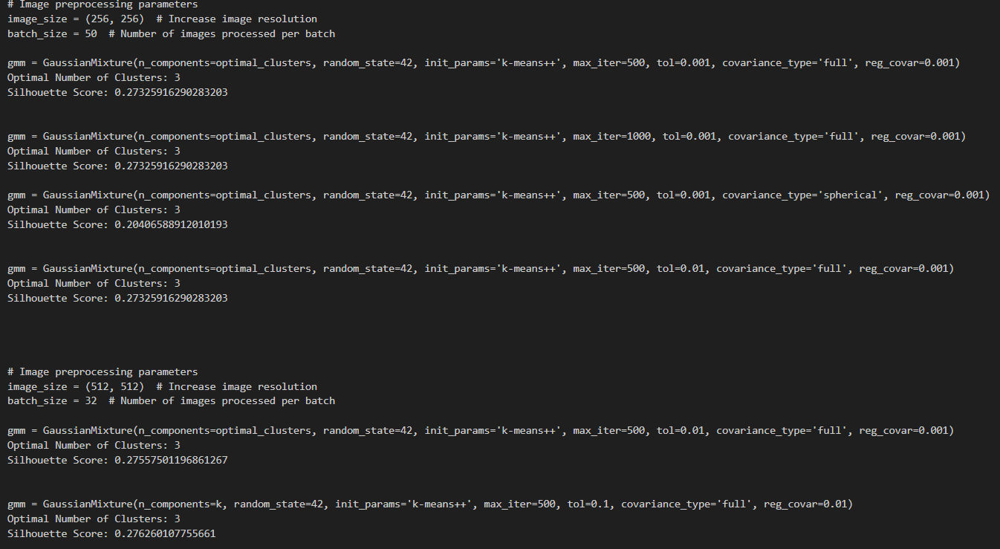 # Image preprocessing parameters
image_size = (256, 256)  # Increase image resolution
batch_size = 50  # Number of images processed per batch
gmm = GaussianMixture(n_components=optimal_clusters, random_state=42, init_params='k-means++', max_iter=500, tol=0.001, covariance_type='full', reg_covar=0.001)
Optimal Number of Clusters: 3
Silhouette Score: 0.27325916290283203
gmm = GaussianMixture(n_components=optimal_clusters, random_state=42, init_params='k-means++', max_iter=1000, tol=0.001, covariance_type='full', reg_covar=0.001)
Optimal Number of Clusters: 3
Silhouette Score: 0.27325916290283203
gmm = GaussianMixture(n_components=optimal_clusters, random_state=42, init_params='k-means++', max_iter=500, tol=0.001, covariance_type='spherical', reg_covar=0.001)
Optimal Number of Clusters: 3
Silhouette Score: 0.20406588912010193
gmm = GaussianMixture(n_components=optimal_clusters, random_state=42, init_params='k-means++', max_iter=500, tol=0.01, covariance_type='full', reg_covar=0.001)
Optimal Number of Clusters: 3
Silhouette Score: 0.27325916290283203
# Image preprocessing parameters
image_size = (512, 512)  # Increase image resolution
batch_size = 32  # Number of images processed per batch
gmm = GaussianMixture(n_components=optimal_clusters, random_state=42, init_params='k-means++', max_iter=500, tol=0.01, covariance_type='full', reg_covar=0.001)
Optimal Number of Clusters: 3
Silhouette Score: 0.27557501196861267
gmm = GaussianMixture(n_components=k, random_state=42, init_params='k-means++', max_iter=500, tol=0.1, covariance_type='full', reg_covar=0.01)
Optimal Number of Clusters: 3
Silhouette Score: 0.276260107755661